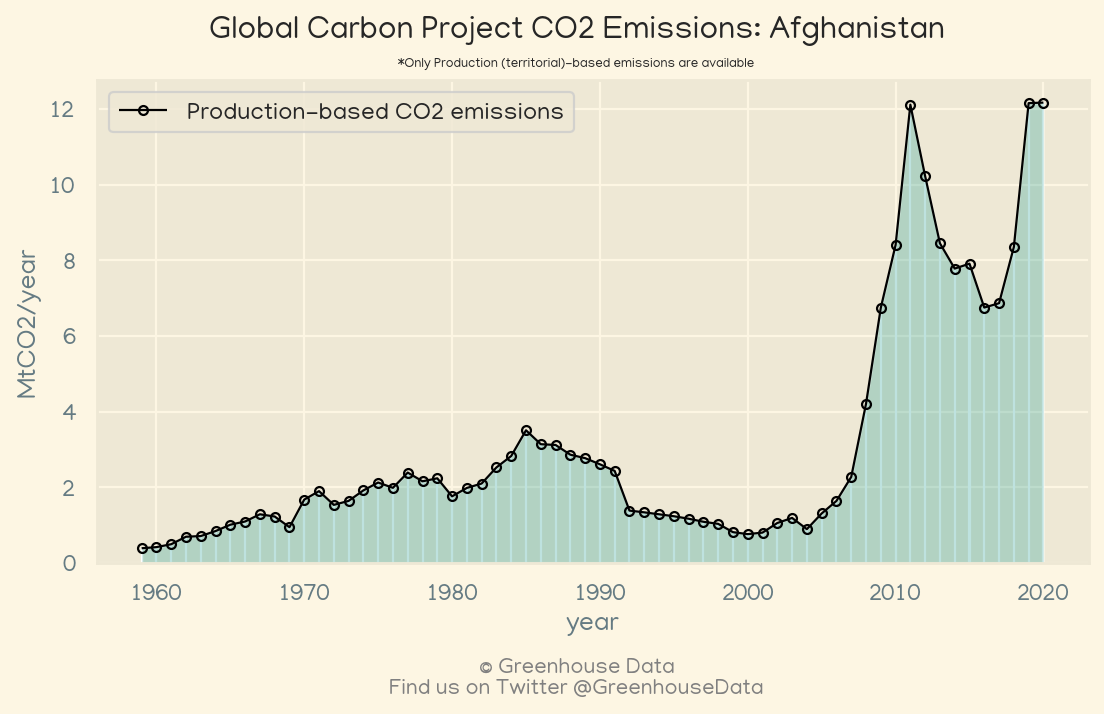 Global Carbon Project CO2 Emissions: Afghanistan
*Only Production (territorial)-based emissions are available
Production-based CO2 emissions
12
10
8
6
4
2
0
MtCO2/year
1960 1970 1980 1990 2000 2010 2020
year
© Greenhouse Data
Find us on Twitter @GreenhouseData